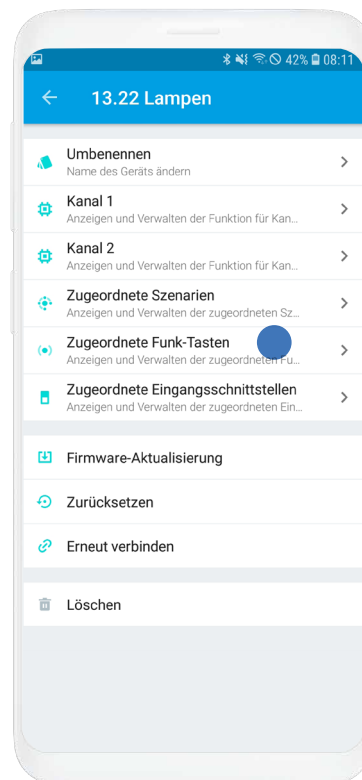 42% 08:11
13.22 Lampen
Umbenennen
Name des Geräts ändern
Kanal 1
Anzeigen und Verwalten der Funktion für Kan...
Kanal 2
Anzeigen und Verwalten der Funktion für Kan...
Zugeordnete Szenarien
Anzeigen und Verwalten der zugeordneten Sz...
Zugeordnete Funk-Tasten
Anzeigen und Verwalten der zugeordneten Fu...
Zugeordnete Eingangsschnittstellen
Anzeigen und Verwalten der zugeordneten Ein...
Firmware-Aktualisierung
Zurücksetzen
Erneut verbinden
Löschen